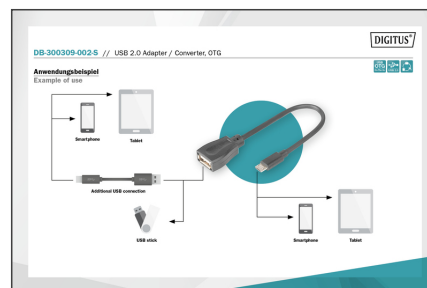 DIGITUS®
DB-300309-002-S // USB 2.0 Adapter / Converter, OTG
Anwendungsbeispiel
Example of use
OTG
Smartphone
Tablet
Additional USB connection
USB stick
Smartphone
Tablet